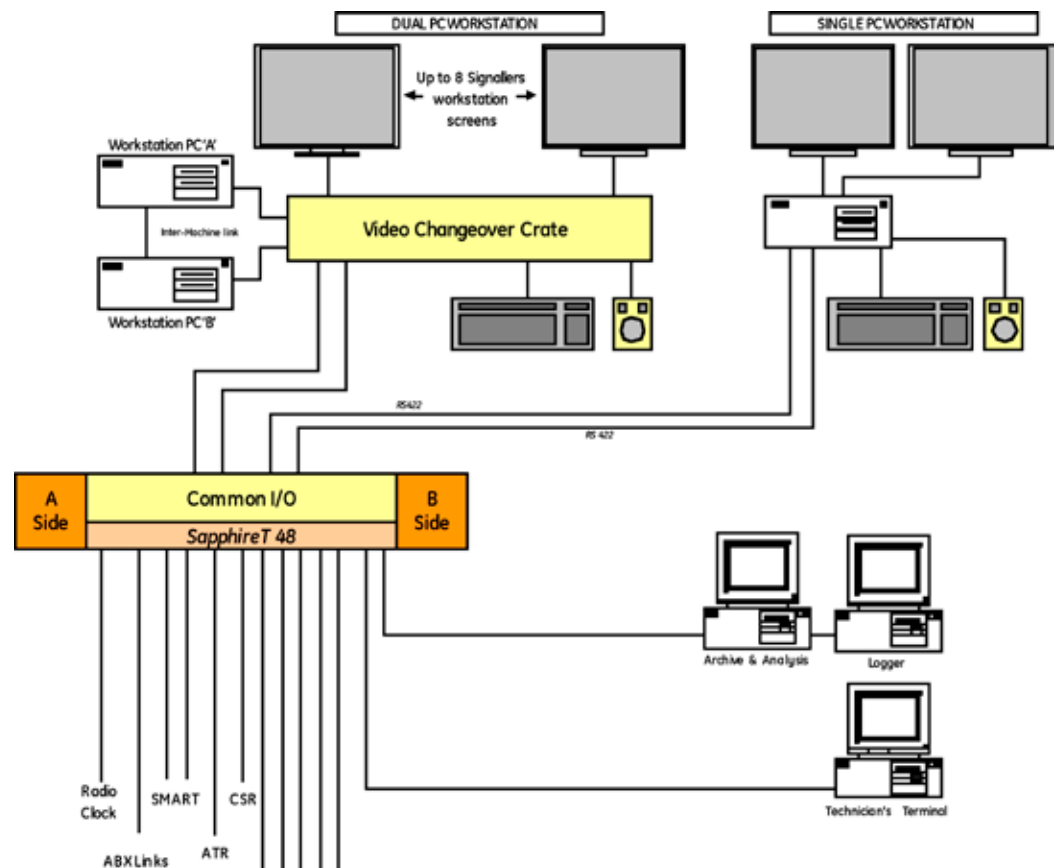 DUAL PCWORKSTATION
SINGLE PCWORKSTATION
Up to 8 Signallers
workstation
screens
Workstation PC'A'
Inter-Machine link
Workstation PC'B'
Video Changeover Crate
RS422
RS 422
A
Side
Common I/O
SapphireT 48
B
Side
Archive & Analysis
Logger
Technician's Terminal
Radio
Clock
SMART
CSR
ABXLinks
ATR